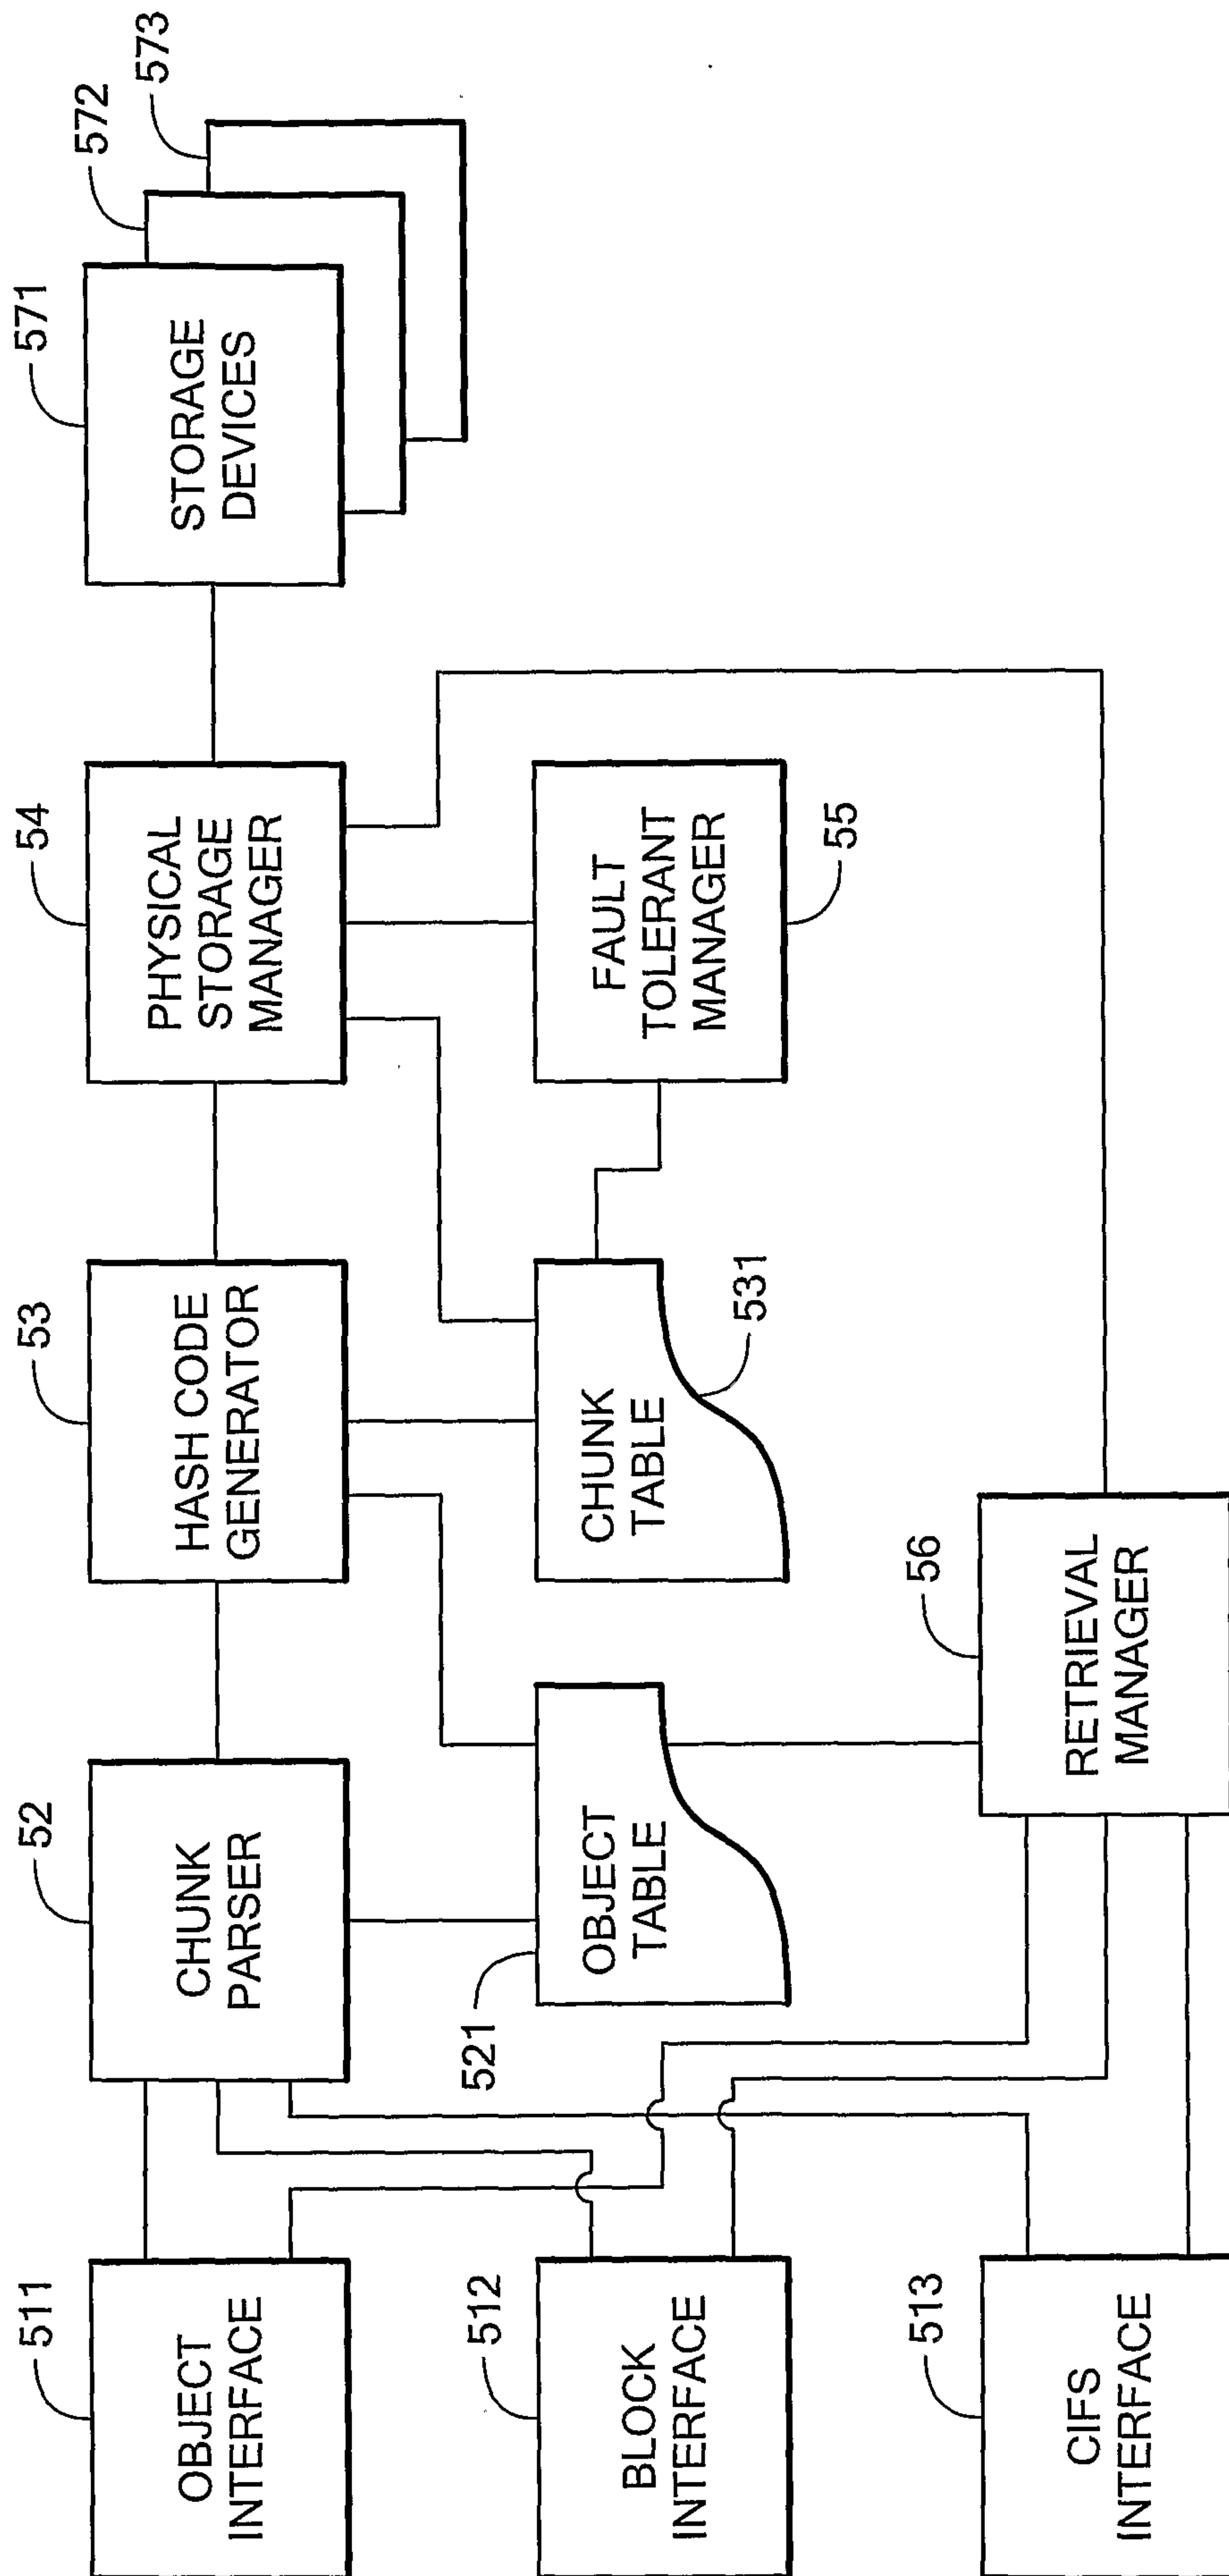 573
572
571
STORAGE
DEVICES
54
PHYSICAL
STORAGE
MANAGER
FAULT
TOLERANT
MANAGER
55
53
HASH CODE
GENERATOR
CHUNK
TABLE
531
52
CHUNK
PARSER
521
OBJECT
TABLE
56
RETRIEVAL
MANAGER
511
OBJECT
INTERFACE
512
BLOCK
INTERFACE
513
CIFS
INTERFACE